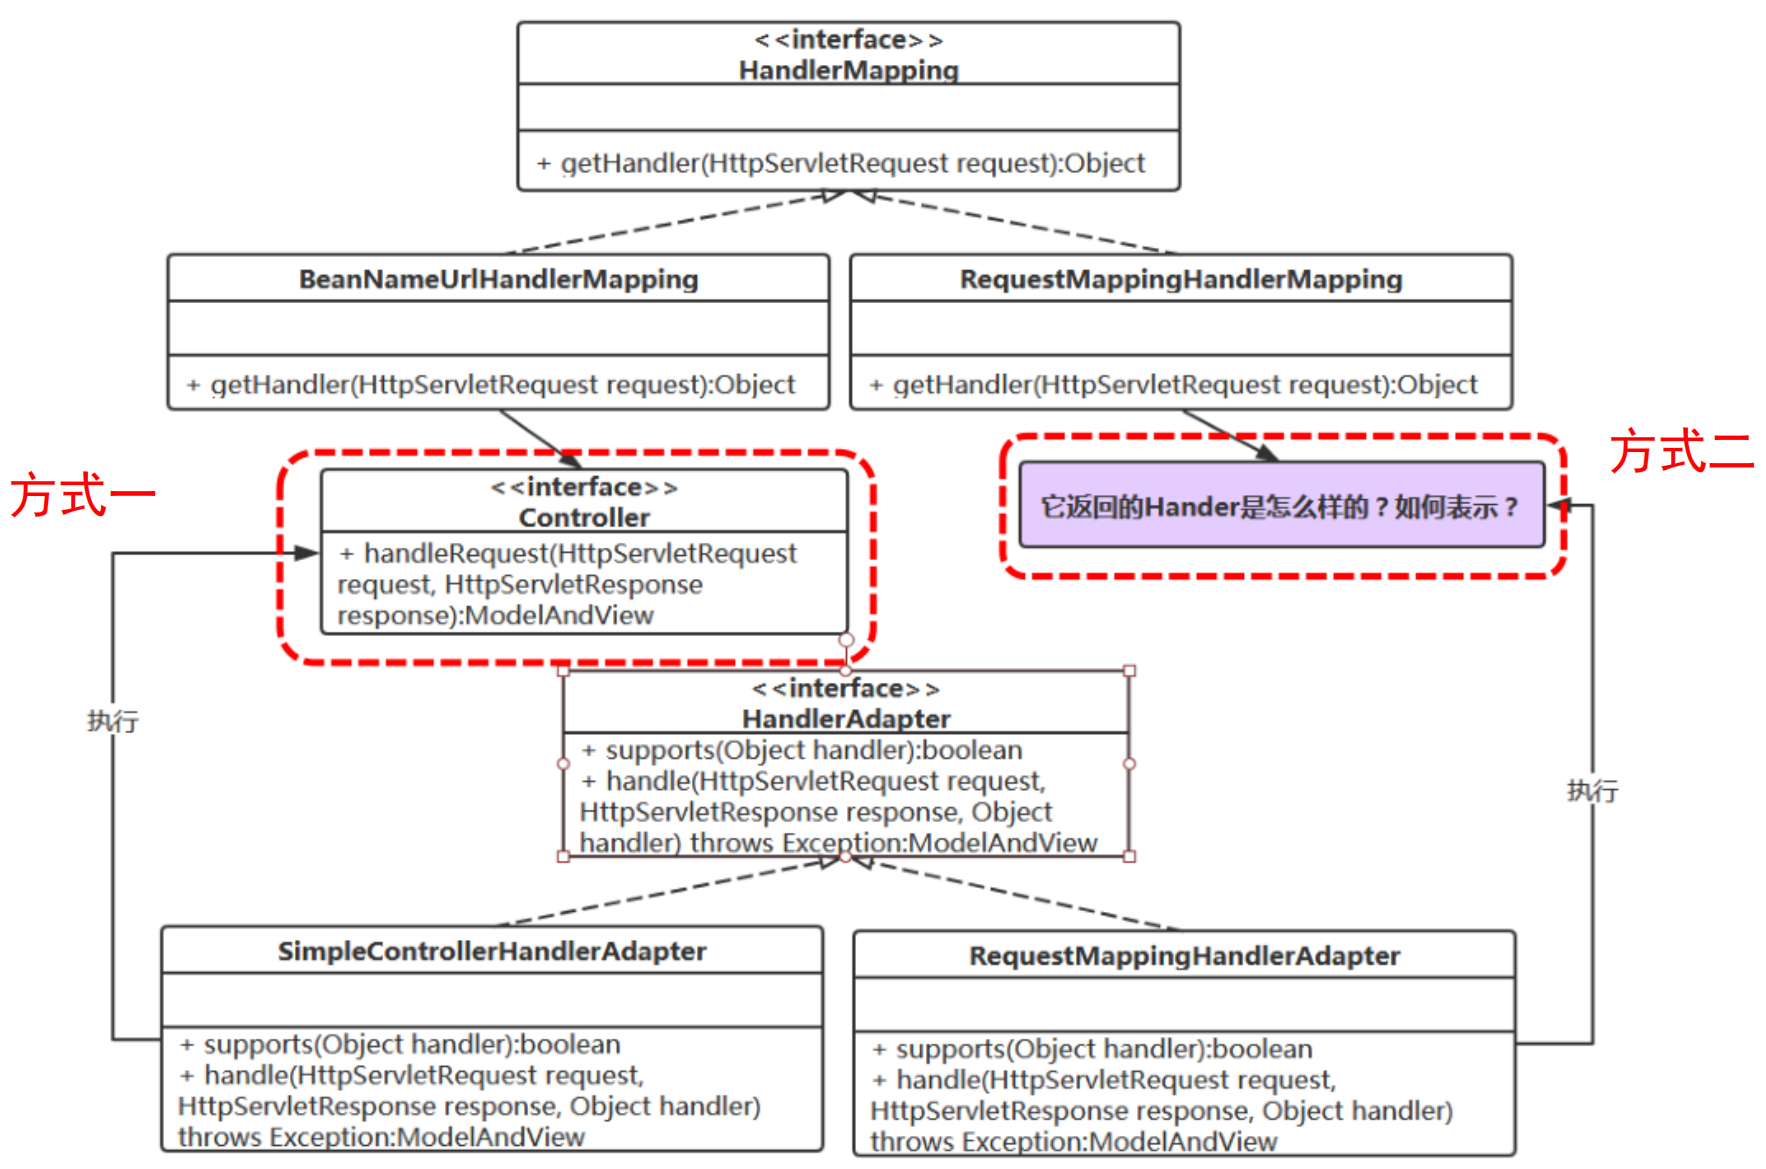 <<interface>>
HandlerMapping
+ getHandler(HttpServletRequest request):Object
BeanNameUrlHandlerMapping
+ getHandler(HttpServletRequest request):Object
RequestMappingHandlerMapping
+ getHandler(HttpServletRequest request):Object
方式一
<<interface>>
Controller
+ handleRequest(HttpServletRequest
request, HttpServletResponse
response):ModelAndView
方式二
它返回的Hander是怎么样的？如何表示？
执行
<<interface>>
HandlerAdapter
+ supports(Object handler):boolean
+ handle(HttpServletRequest request,
HttpServletResponse response, Object
handler) throws Exception:ModelAndView
执行
SimpleControllerHandlerAdapter
+ supports(Object handler):boolean
+ handle(HttpServletRequest request,
HttpServletResponse response, Object handler)
throws Exception:ModelAndView
RequestMappingHandlerAdapter
+ supports(Object handler):boolean
+ handle(HttpServletRequest request,
HttpServletResponse response, Object handler)
throws Exception:ModelAndView